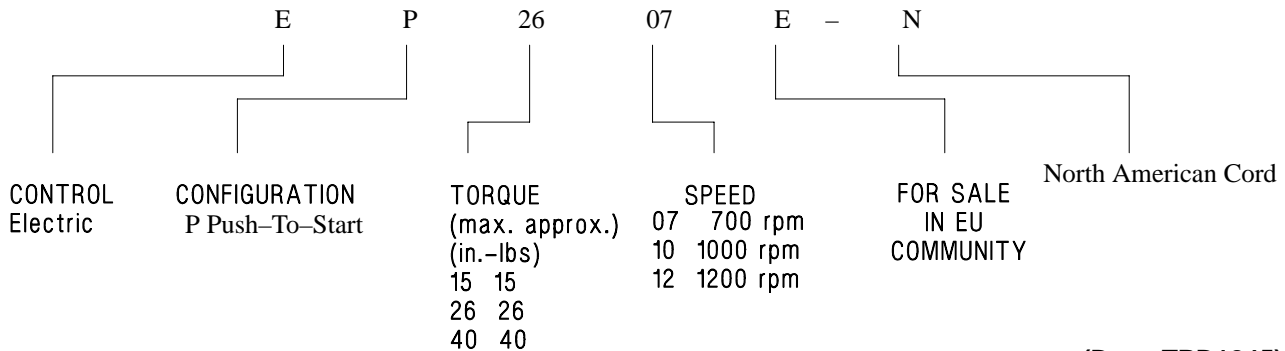 E P 26 07 E – N
CONTROL
Electric
CONFIGURATION
P Push–To–Start
TORQUE
(max. approx.)
(in.–lbs)
15 15
26 26
40 40
SPEED
07 700 rpm
10 1000 rpm
12 1200 rpm
FOR SALE
IN EU
COMMUNITY
North American Cord